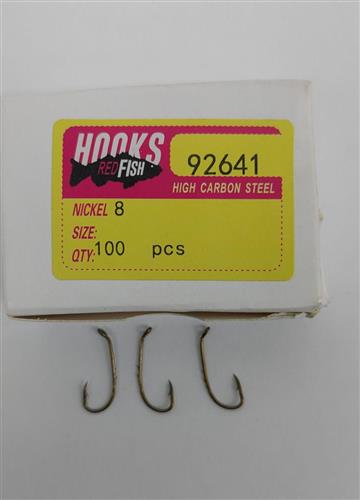 HOOKS
RED FISH
92641
HIGH CARBON STEEL
NICKEL 8
SIZE:
QTY: 100 pcs